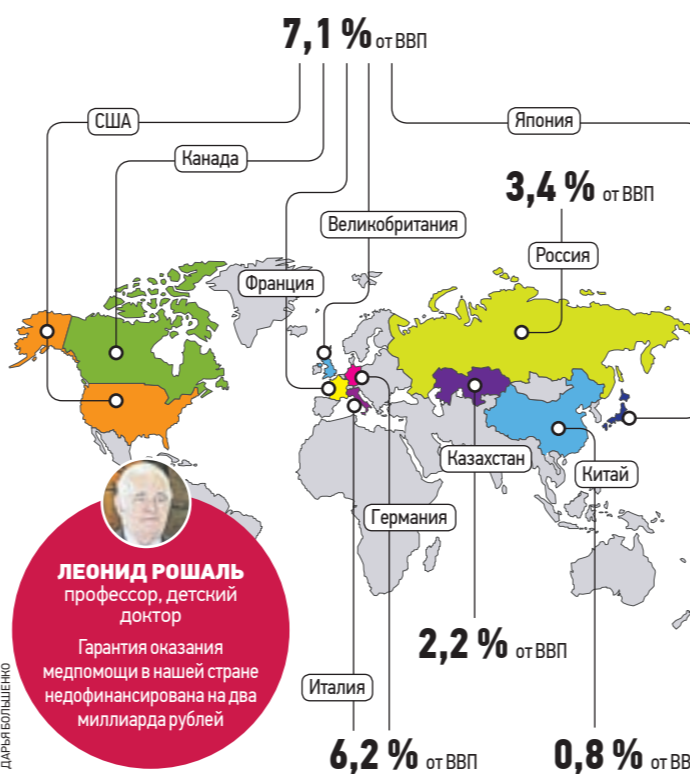 7,1 % от ВВП
США
Япония
Канада
3,4 % от ВВП
Великобритания
Россия
Франция
Казахстан
Китай
Германия
ЛЕОНИД РОШАЛЬ
профессор, детский
доктор
Гарантия оказания
медпомощи в нашей стране
недофинансирована на два
миллиарда рублей
2,2 % от ВВП
Италия
6,2 % от ВВП
0,8 % от ВВ
ДАРЬЯ БОЛЬШЕНКО